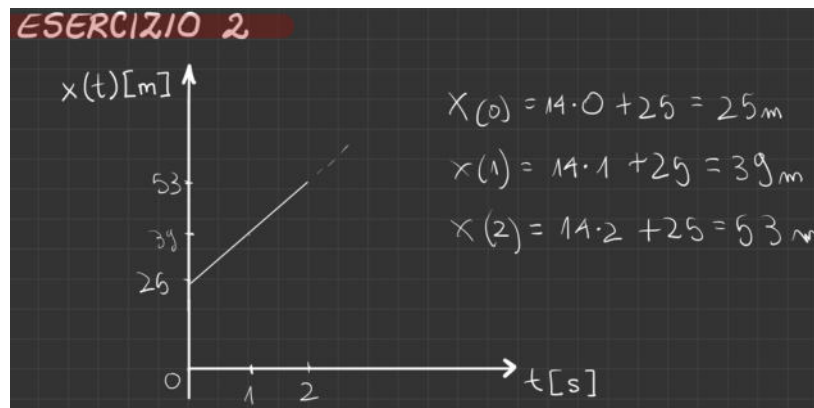 ESERCIZIO 2
x(t)[m]
x(0) = 14·0 + 25 = 25m
x(1) = 14·1 + 25 = 39m
x(2) = 14·2 + 25 = 53m
53
39
25
0
1
2
t[s]